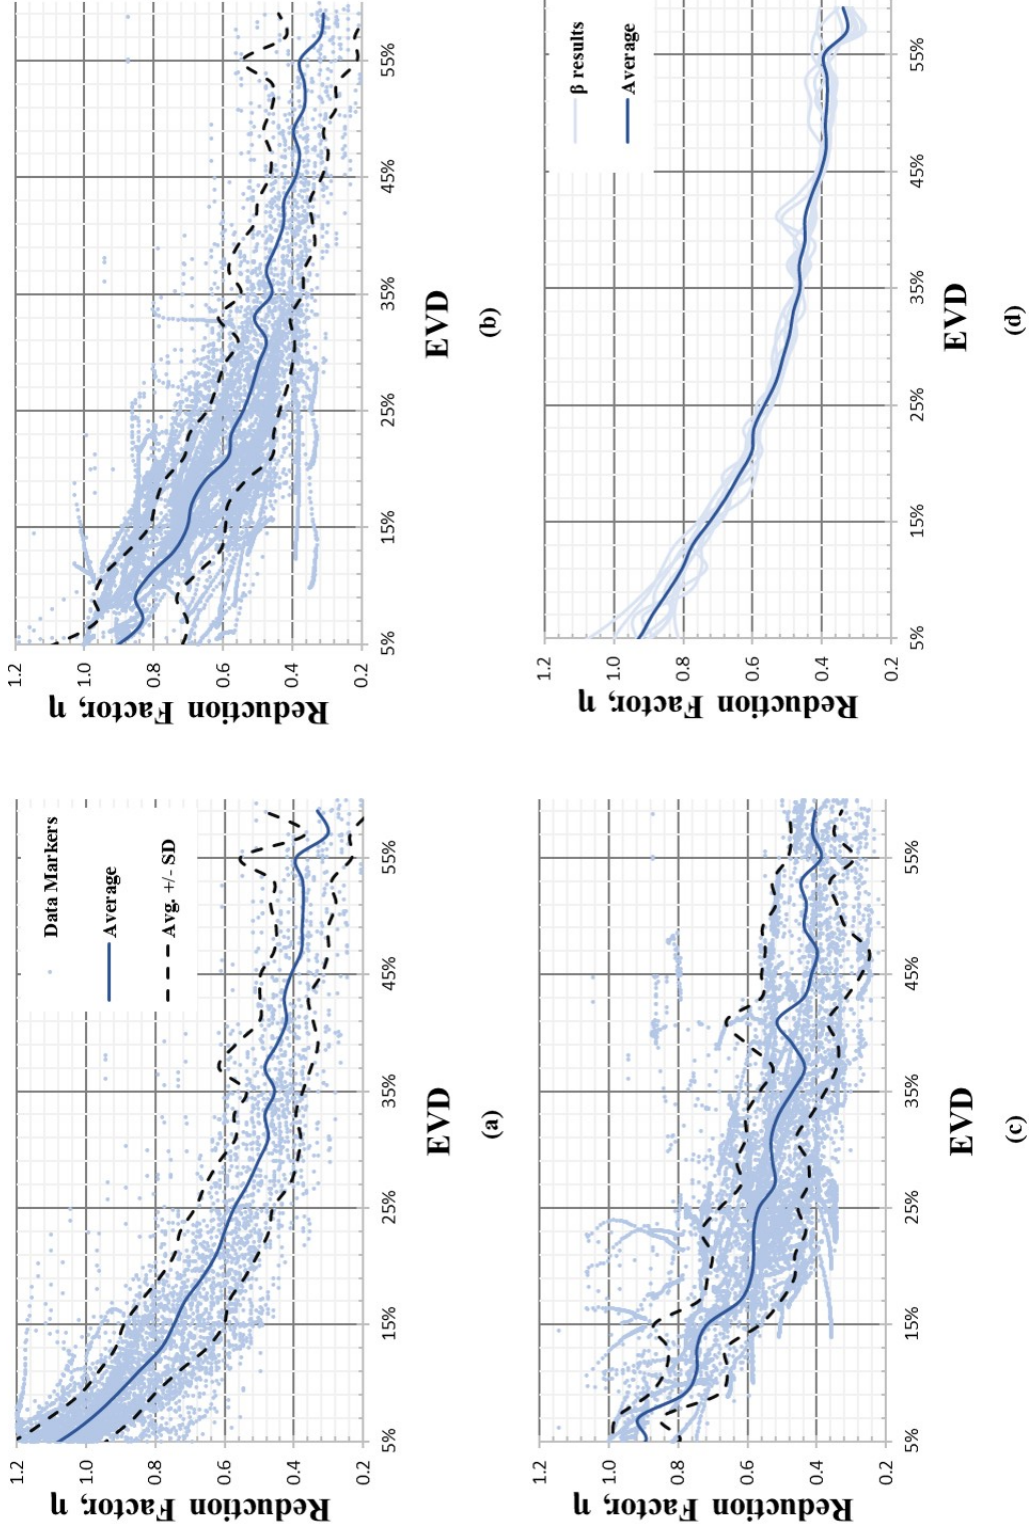 1.2
1.0
0.8
0.6
0.4
0.2
Reduction Factor, η
5%
15%
25%
35%
45%
55%
EVD
Data Markers
Average
Avg. +/- SD
(a)
1.2
1.0
0.8
0.6
0.4
0.2
Reduction Factor, η
5%
15%
25%
35%
45%
55%
EVD
(b)
1.2
1.0
0.8
0.6
0.4
0.2
Reduction Factor, η
5%
15%
25%
35%
45%
55%
EVD
(c)
1.2
1.0
0.8
0.6
0.4
0.2
Reduction Factor, η
5%
15%
25%
35%
45%
55%
EVD
β results
Average
(d)